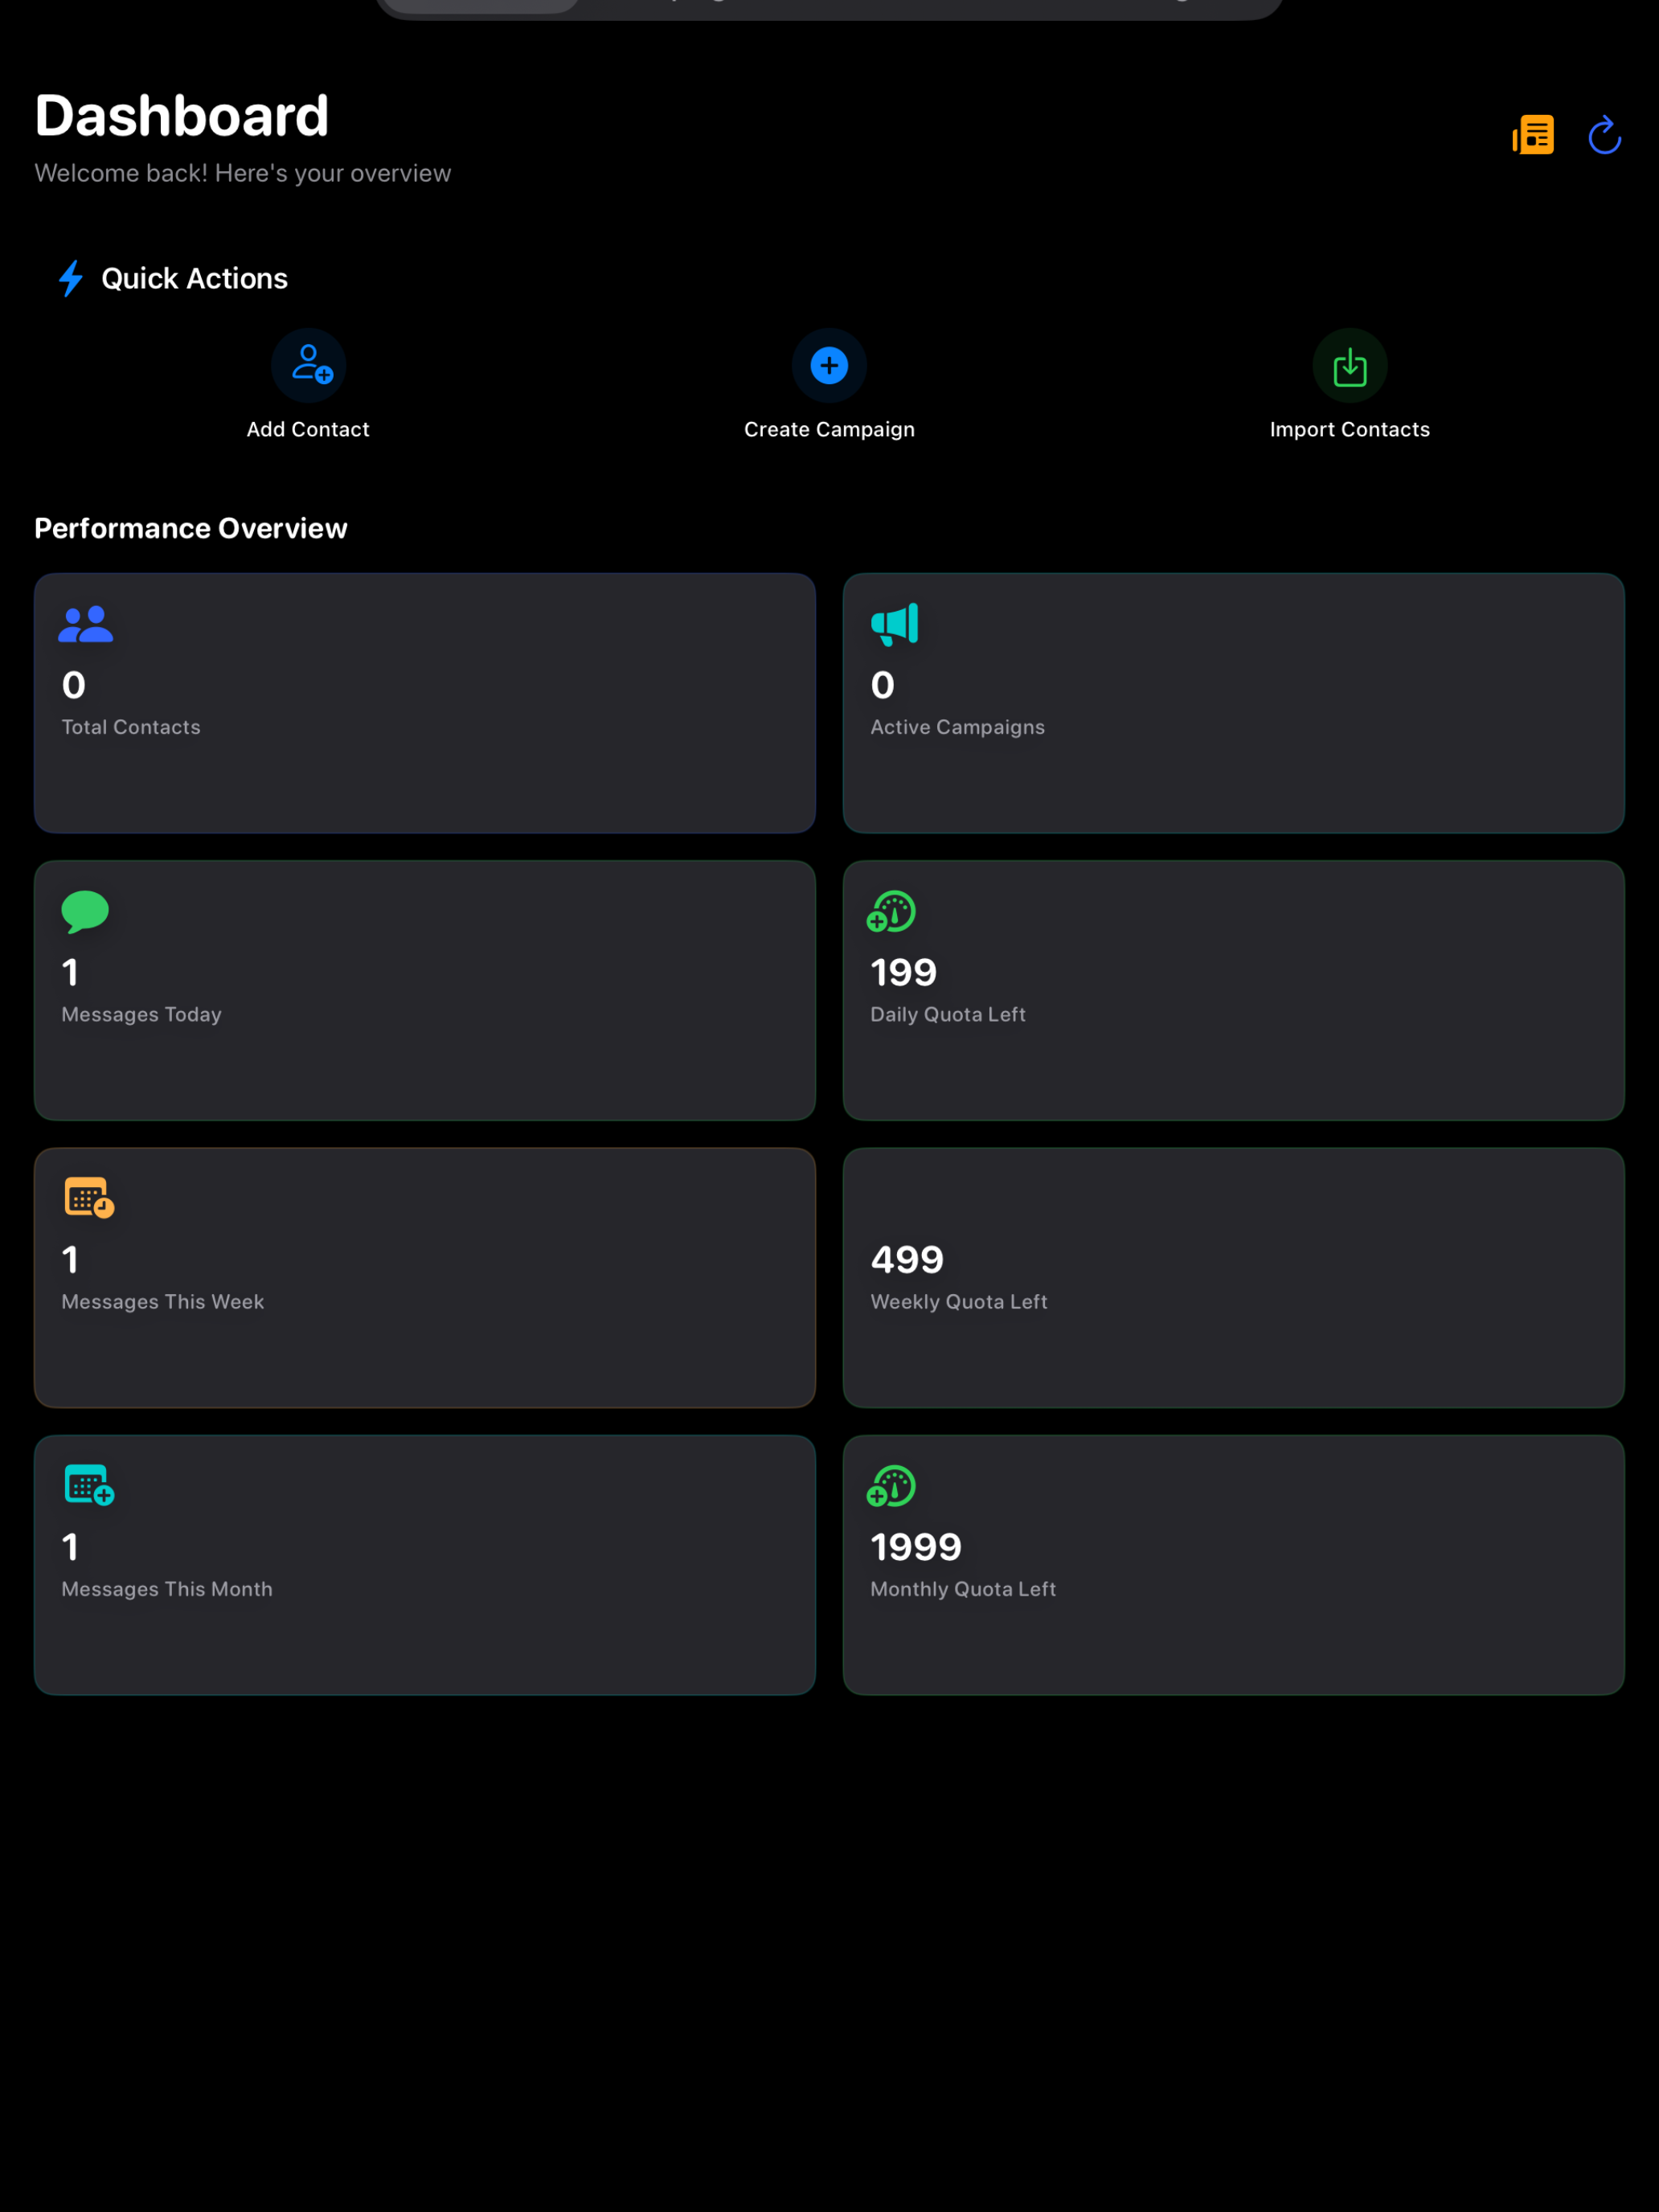 Dashboard
Welcome back! Here's your overview
Quick Actions
Add Contact
Create Campaign
Import Contacts
Performance Overview
0
Total Contacts
0
Active Campaigns
1
Messages Today
199
Daily Quota Left
1
Messages This Week
499
Weekly Quota Left
1
Messages This Month
1999
Monthly Quota Left